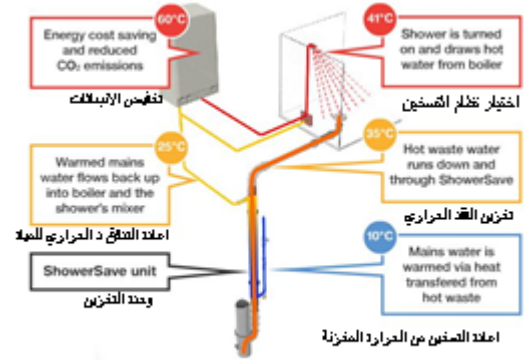 60°C
Energy cost saving
and reduced
CO₂ emissions
تخفيض الانبعاثات
41°C
Shower is turned
on and draws hot
water from boiler
اختيار نظام التسخين
25°C
Warmed mains
water flows back up
into boiler and the
shower's mixer
اعادة الحراري للمياة
35°C
Hot waste water
runs down and
through ShowerSave
تخزين الفقد الحراري
ShowerSave unit
وحدة التخزين
10°C
Mains water is
warmed via heat
transfered from
hot waste
اعادة التسخين من الحرارة المخزنة